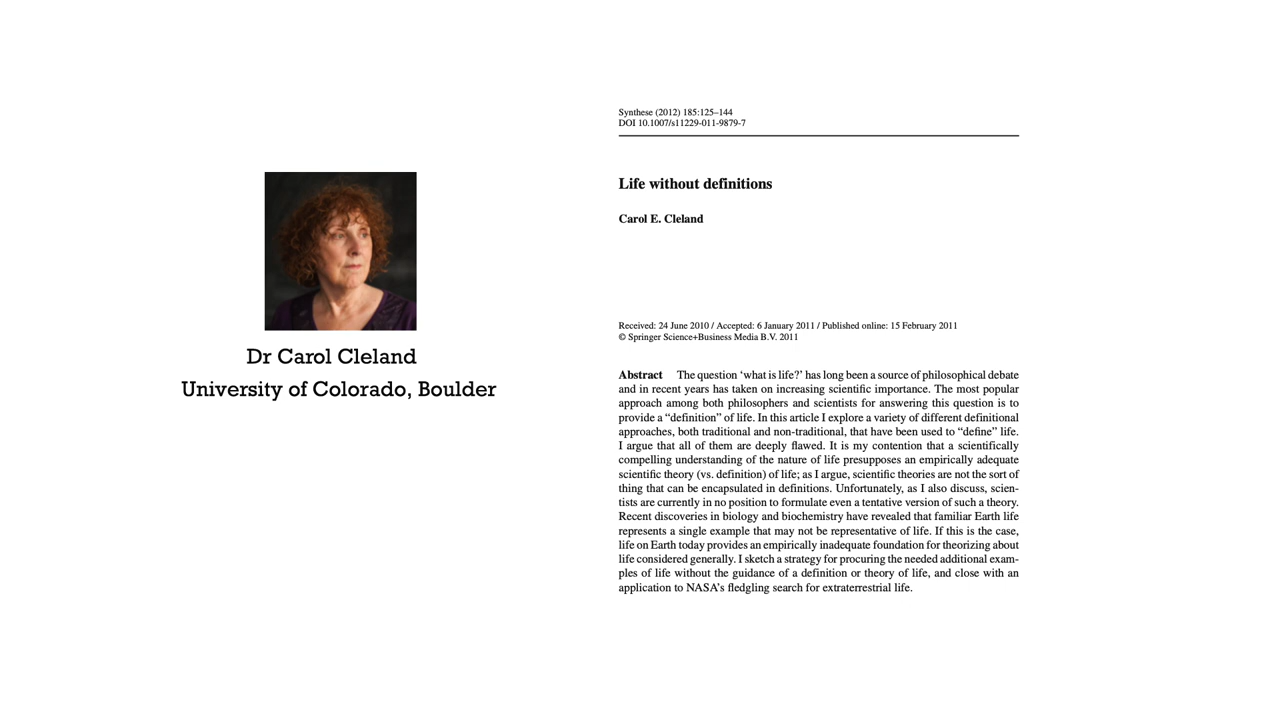 Dr Carol Cleland
University of Colorado, Boulder
Synthese (2012) 185:125–144
DOI 10.1007/s11229-011-9879-7
Life without definitions
Carol E. Cleland
Received: 24 June 2010 / Accepted: 6 January 2011 / Published online: 15 February 2011
© Springer Science+Business Media B.V. 2011
Abstract The question ‘what is life?’ has long been a source of philosophical debate
and in recent years has taken on increasing scientific importance. The most popular
approach among both philosophers and scientists for answering this question is to
provide a “definition” of life. In this article I explore a variety of different definitional
approaches, both traditional and non-traditional, that have been used to “define” life.
I argue that all of them are deeply flawed. It is my contention that a scientifically
compelling understanding of the nature of life presupposes an empirically adequate
scientific theory (vs. definition) of life; as I argue, scientific theories are not the sort of
thing that can be encapsulated in definitions. Unfortunately, as I also discuss, scien-
tists are currently in no position to formulate even a tentative version of such a theory.
Recent discoveries in biology and biochemistry have revealed that familiar Earth life
represents a single example that may not be representative of life. If this is the case,
life on Earth today provides an empirically inadequate foundation for theorizing about
life considered generally. I sketch a strategy for procuring the needed additional exam-
ples of life without the guidance of a definition or theory of life, and close with an
application to NASA’s fledgling search for extraterrestrial life.